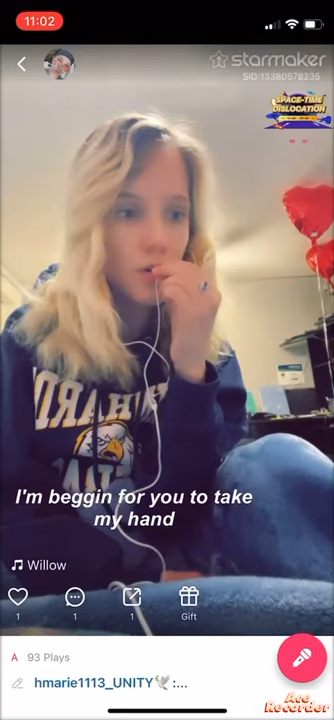 11:02
starmaker
SID:13380578235
SPACE-TIME
DISLOCATION
I'm beggin for you to take
my hand
Willow
1
1
1
Gift
A 93 Plays
hmarie1113_UNITY🕊 :...
Ace
Recorder